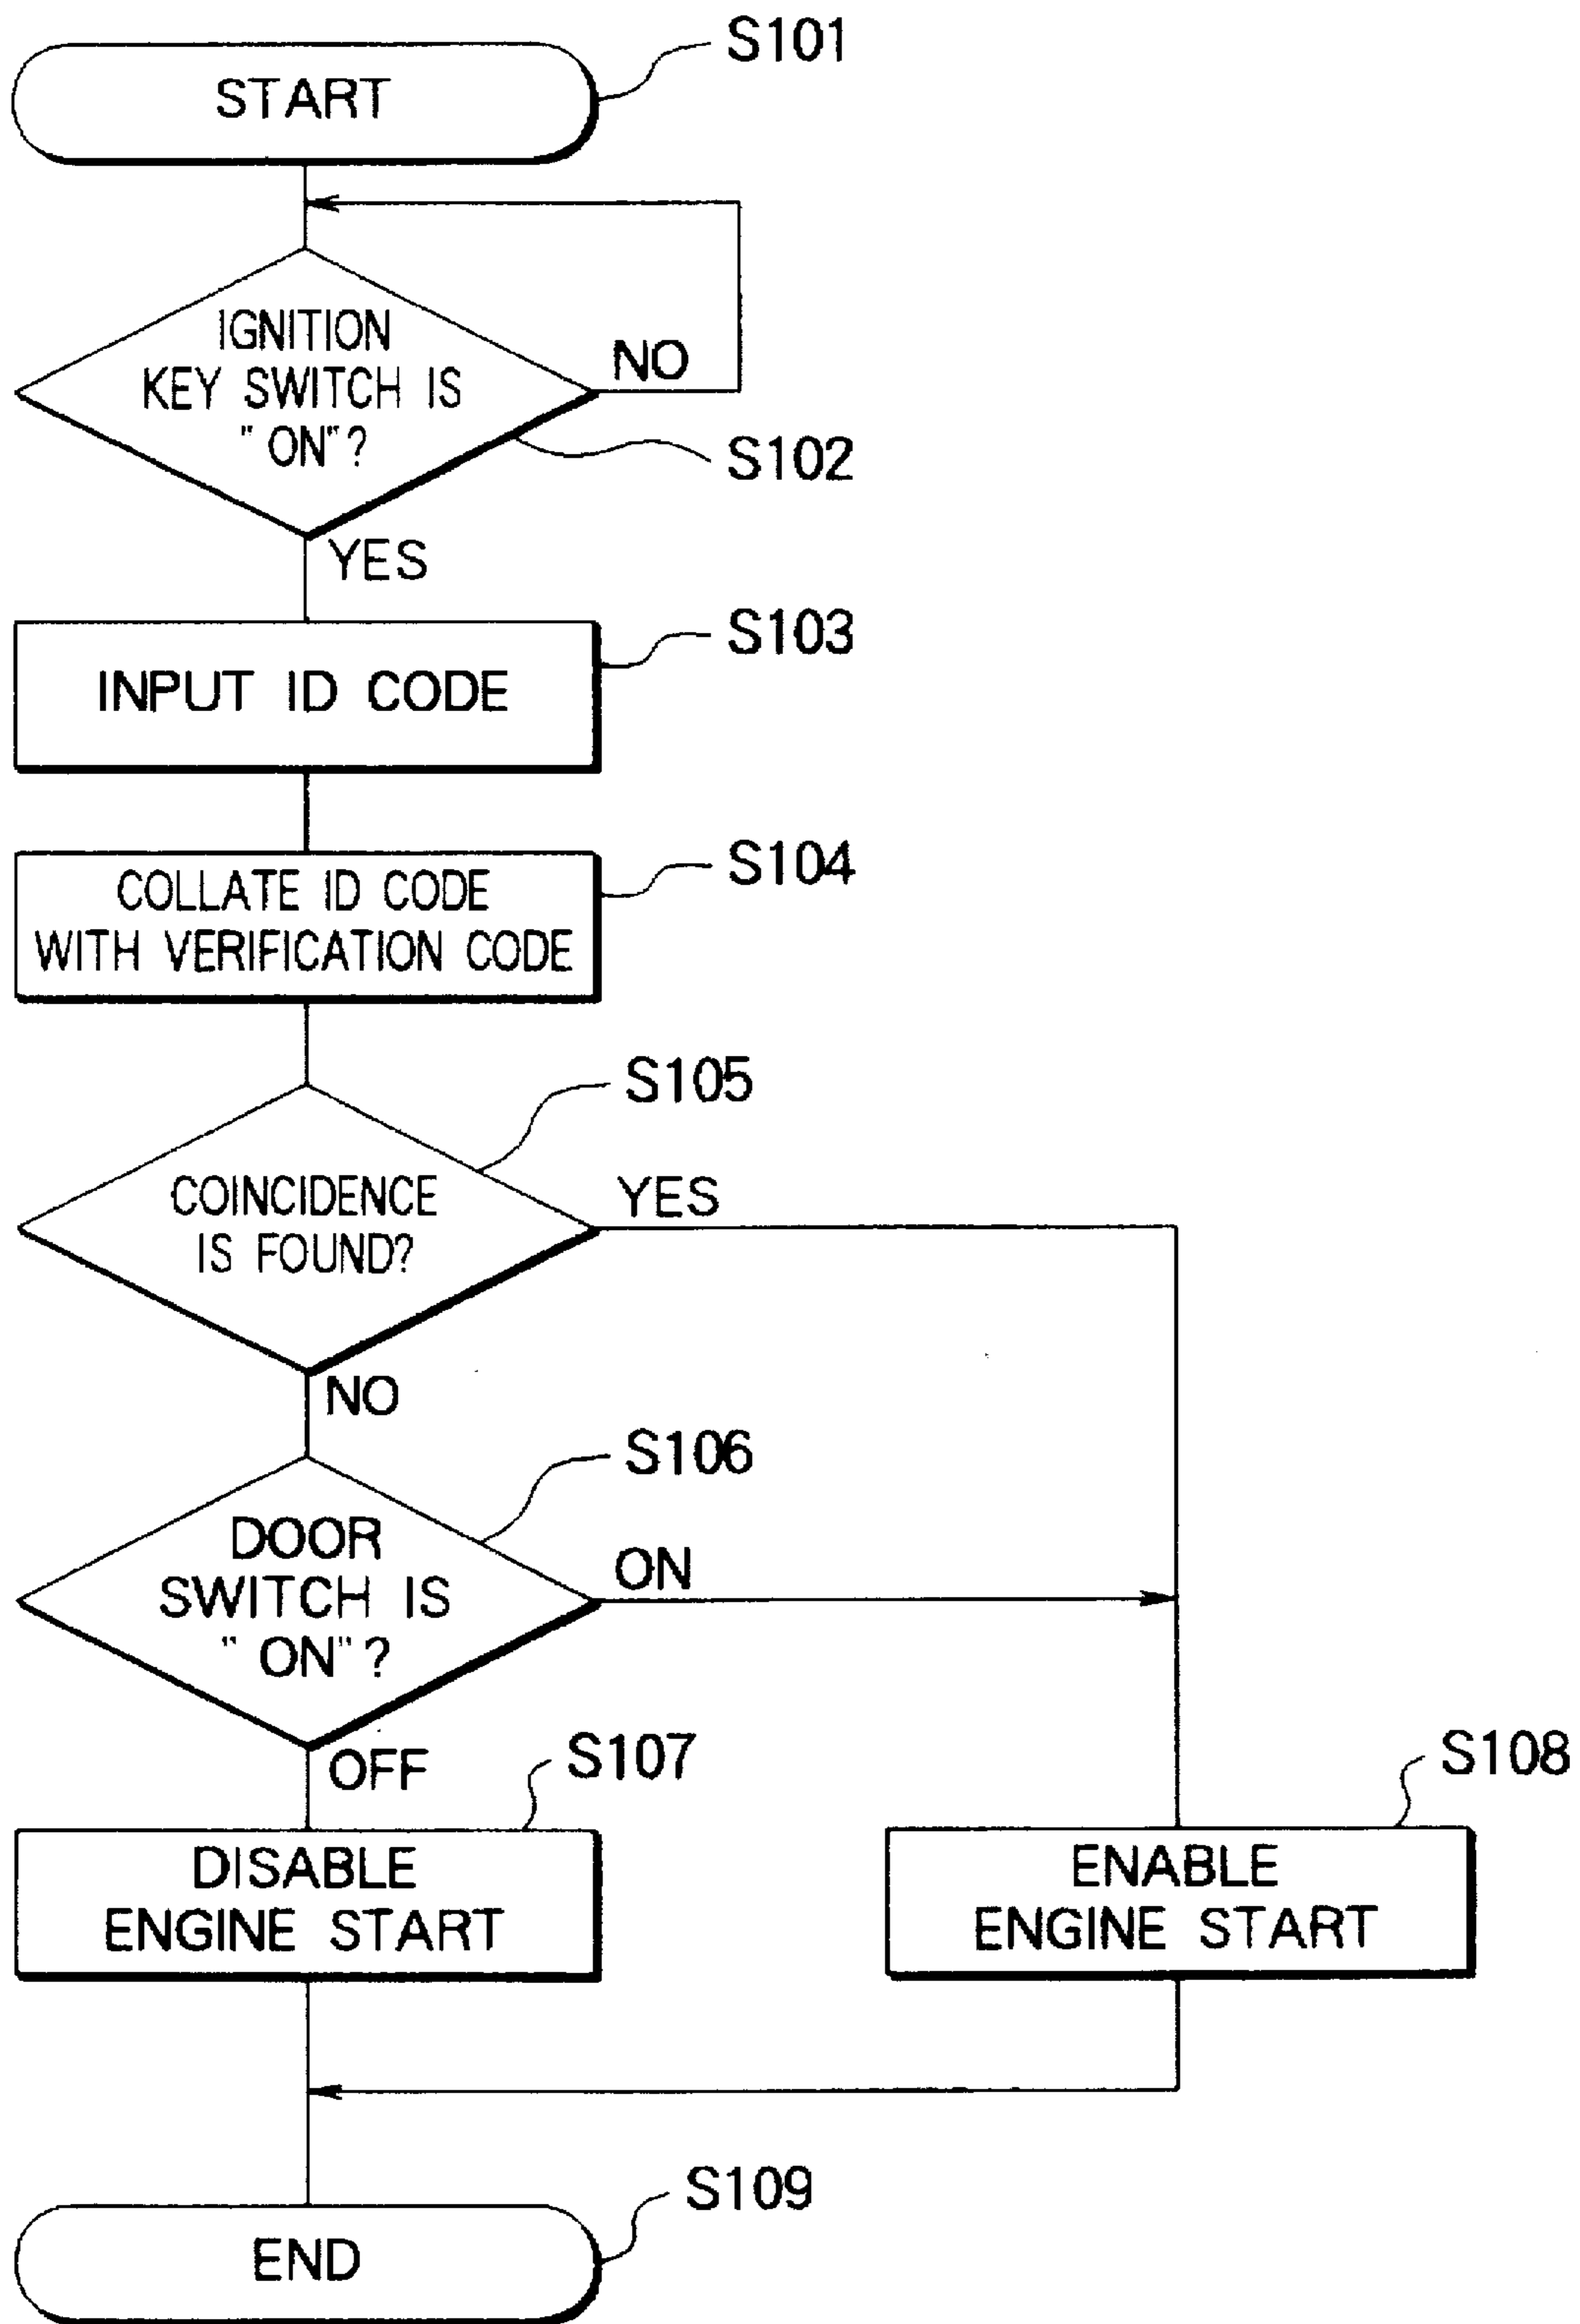 S101
START
IGNITION
KEY SWITCH IS
"ON"?
NO
S102
YES
S103
INPUT ID CODE
S104
COLLATE ID CODE
WITH VERIFICATION CODE
S105
COINCIDENCE
IS FOUND?
YES
NO
S106
DOOR
SWITCH IS
"ON"?
ON
OFF
S107
DISABLE
ENGINE START
S108
ENABLE
ENGINE START
S109
END